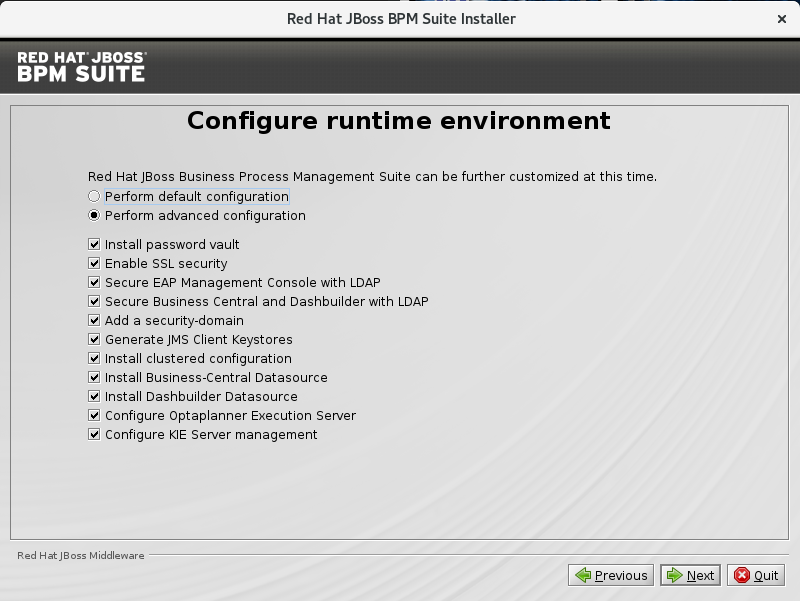 Red Hat JBoss BPM Suite Installer
RED HAT® JBOSS®
BPM SUITE
Configure runtime environment
Red Hat JBoss Business Process Management Suite can be further customized at this time.
Perform default configuration
Perform advanced configuration
Install password vault
Enable SSL security
Secure EAP Management Console with LDAP
Secure Business Central and Dashbuilder with LDAP
Add a security-domain
Generate JMS Client Keystores
Install clustered configuration
Install Business-Central Datasource
Install Dashbuilder Datasource
Configure Optaplanner Execution Server
Configure KIE Server management
Red Hat JBoss Middleware
Previous Next Quit